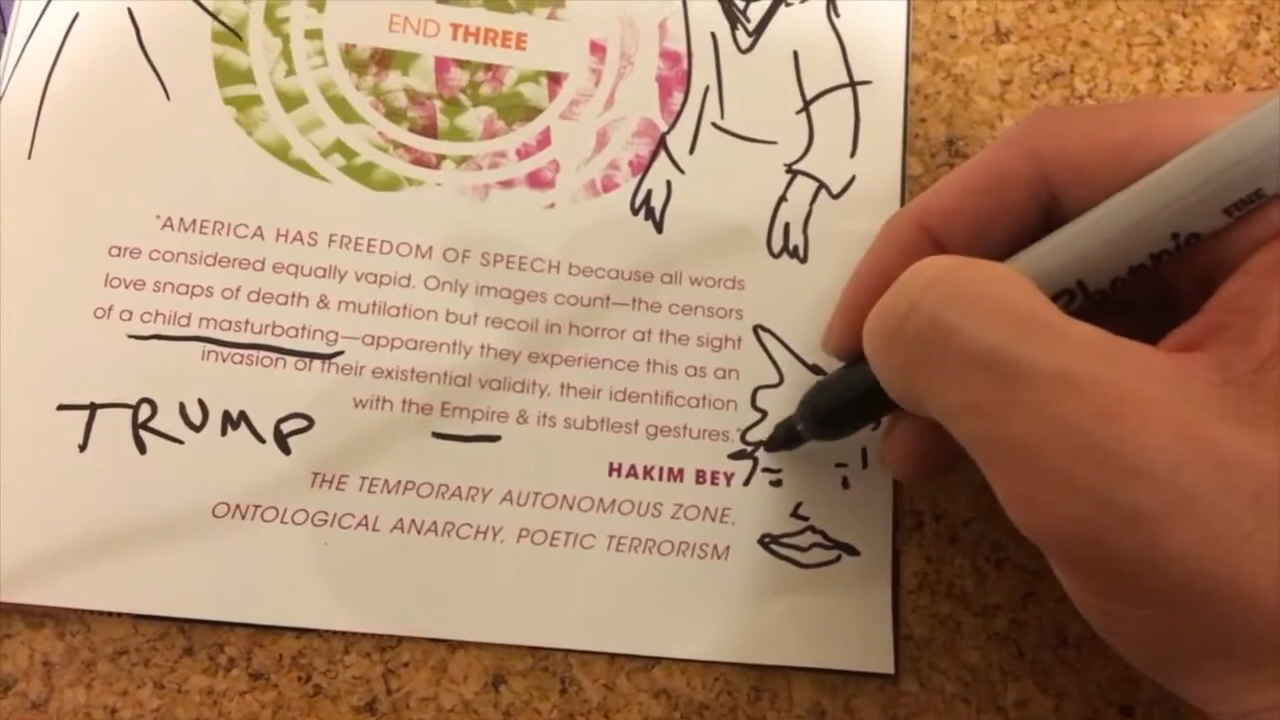 END THREE
"AMERICA HAS FREEDOM OF SPEECH because all words
are considered equally vapid. Only images count—the censors
love snaps of death & mutilation but recoil in horror at the sight
of a child masturbating—apparently they experience this as an
invasion of their existential validity, their identification
with the Empire & its subtlest gestures."
TRUMP
HAKIM BEY
THE TEMPORARY AUTONOMOUS ZONE,
ONTOLOGICAL ANARCHY, POETIC TERRORISM
Sharpie
FINE